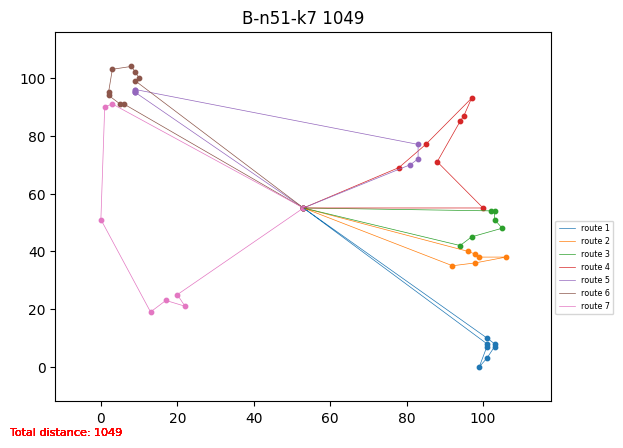 B-n51-k7 1049
100
80
60
40
20
0
0 20 40 60 80 100
route 1
route 2
route 3
route 4
route 5
route 6
route 7
Total distance: 1049